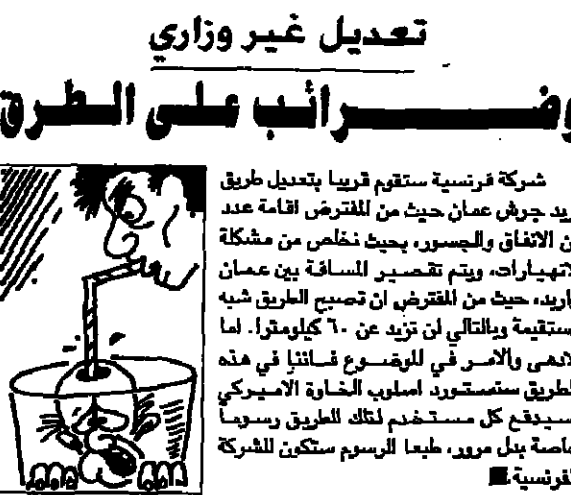 تعديل غير وزاري
وضرائب على الطرق
شركة فرنسية ستقوم قريبا بتعديل طريق
اربد جرش عمان حيث من المفترض اقامة عدد
من الانفاق والجسور، بحيث نخلص من مشكلة
الانهيارات، ويتم تقصير المسافة بين عمان
واربد، حيث من المفترض ان تصبح الطريق شبه
مستقيمة وبالتالي لن تزيد عن ٦٠ كيلومترا. اما
الادهى والامر في الموضوع فاننا في هذه
الطريق سنستورد اسلوب الخاوة الاميركي
سيدفع كل مستخدم لتلك الطريق رسوما
خاصة بدل مرور، طبعا الرسوم ستكون للشركة
الفرنسية